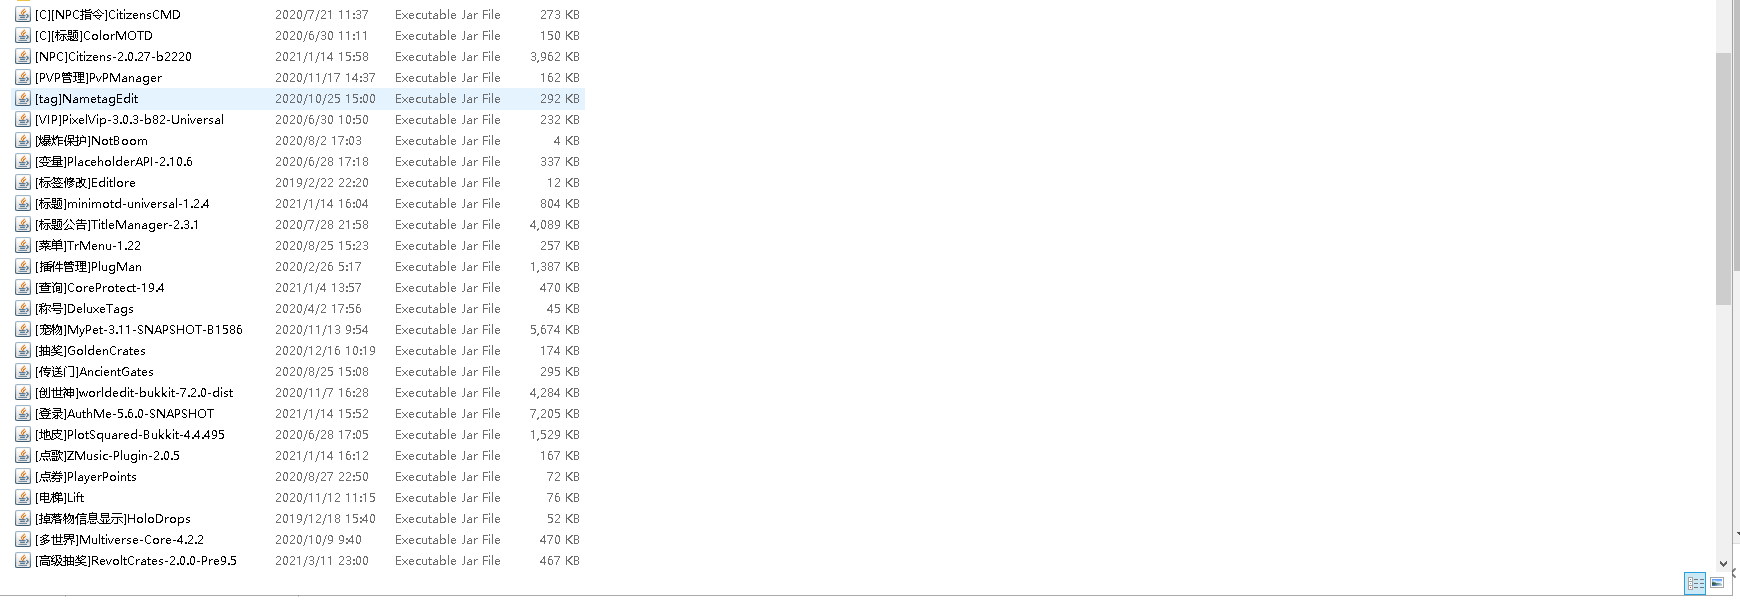 [C][NPC指令]CitizensCMD 2020/7/21 11:37 Executable Jar File 273 KB
[C][标题]ColorMOTD 2020/6/30 11:11 Executable Jar File 150 KB
[NPC]Citizens-2.0.27-b2220 2021/1/14 15:58 Executable Jar File 3,962 KB
[PVP管理]PvPManager 2020/11/17 14:37 Executable Jar File 162 KB
[tag]NametagEdit 2020/10/25 15:00 Executable Jar File 292 KB
[VIP]PixelVip-3.0.3-b82-Universal 2020/6/30 10:50 Executable Jar File 232 KB
[爆炸保护]NotBoom 2020/8/2 17:03 Executable Jar File 4 KB
[变量]PlaceholderAPI-2.10.6 2020/6/28 17:18 Executable Jar File 337 KB
[标签修改]Editlore 2019/2/22 22:20 Executable Jar File 12 KB
[标题]minimotd-universal-1.2.4 2021/1/14 16:04 Executable Jar File 804 KB
[标题公告]TitleManager-2.3.1 2020/7/28 21:58 Executable Jar File 4,089 KB
[菜单]TrMenu-1.22 2020/8/25 15:23 Executable Jar File 257 KB
[插件管理]PlugMan 2020/2/26 5:17 Executable Jar File 1,387 KB
[查询]CoreProtect-19.4 2021/1/4 13:57 Executable Jar File 470 KB
[称号]DeluxeTags 2020/4/2 17:56 Executable Jar File 45 KB
[宠物]MyPet-3.11-SNAPSHOT-B1586 2020/11/13 9:54 Executable Jar File 5,674 KB
[抽奖]GoldenCrates 2020/12/16 10:19 Executable Jar File 174 KB
[传送门]AncientGates 2020/8/25 15:08 Executable Jar File 295 KB
[创世神]worldedit-bukkit-7.2.0-dist 2020/11/7 16:28 Executable Jar File 4,284 KB
[登录]AuthMe-5.6.0-SNAPSHOT 2021/1/14 15:52 Executable Jar File 7,205 KB
[地皮]PlotSquared-Bukkit-4.4.495 2020/6/28 17:05 Executable Jar File 1,529 KB
[点歌]ZMusic-Plugin-2.0.5 2021/1/14 16:12 Executable Jar File 167 KB
[点券]PlayerPoints 2020/8/27 22:50 Executable Jar File 72 KB
[电梯]Lift 2020/11/12 11:15 Executable Jar File 76 KB
[掉落物信息显示]HoloDrops 2019/12/18 15:40 Executable Jar File 52 KB
[多世界]Multiverse-Core-4.2.2 2020/10/9 9:40 Executable Jar File 470 KB
[高级抽奖]RevoltCrates-2.0.0-Pre9.5 2021/3/11 23:00 Executable Jar File 467 KB